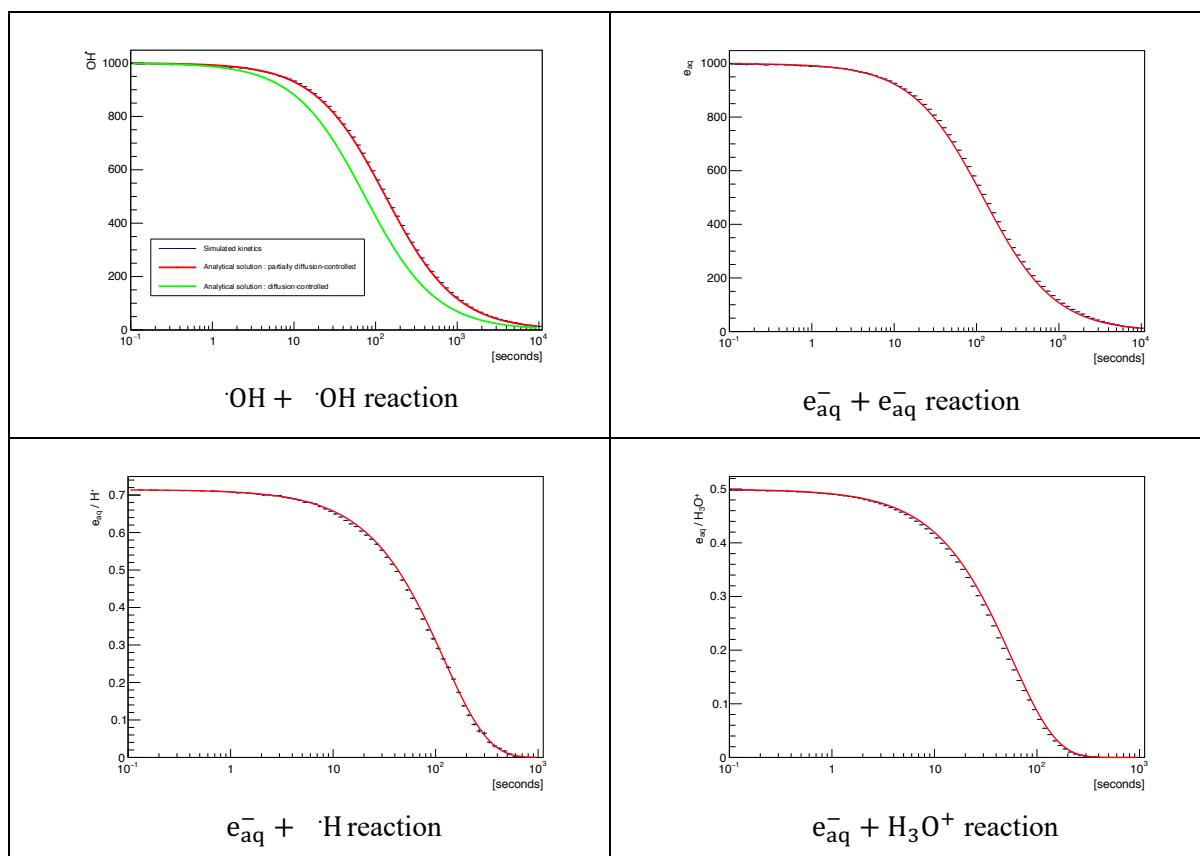 OH•
1000
800
600
400
200
0
Simulated kinetics
Analytical solution : partially diffusion-controlled
Analytical solution : diffusion-controlled
10⁻¹ 1 10 10² 10³ 10⁴
[seconds]
˙OH + ˙OH reaction
e_aq
1000
800
600
400
200
0
10⁻¹ 1 10 10² 10³ 10⁴
[seconds]
e⁻_aq + e⁻_aq reaction
e_aq / H•
0.7
0.6
0.5
0.4
0.3
0.2
0.1
0
10⁻¹ 1 10 10² 10³
[seconds]
e⁻_aq + ˙H reaction
e_aq / H₃O⁺
0.5
0.4
0.3
0.2
0.1
0
10⁻¹ 1 10 10² 10³
[seconds]
e⁻_aq + H₃O⁺ reaction